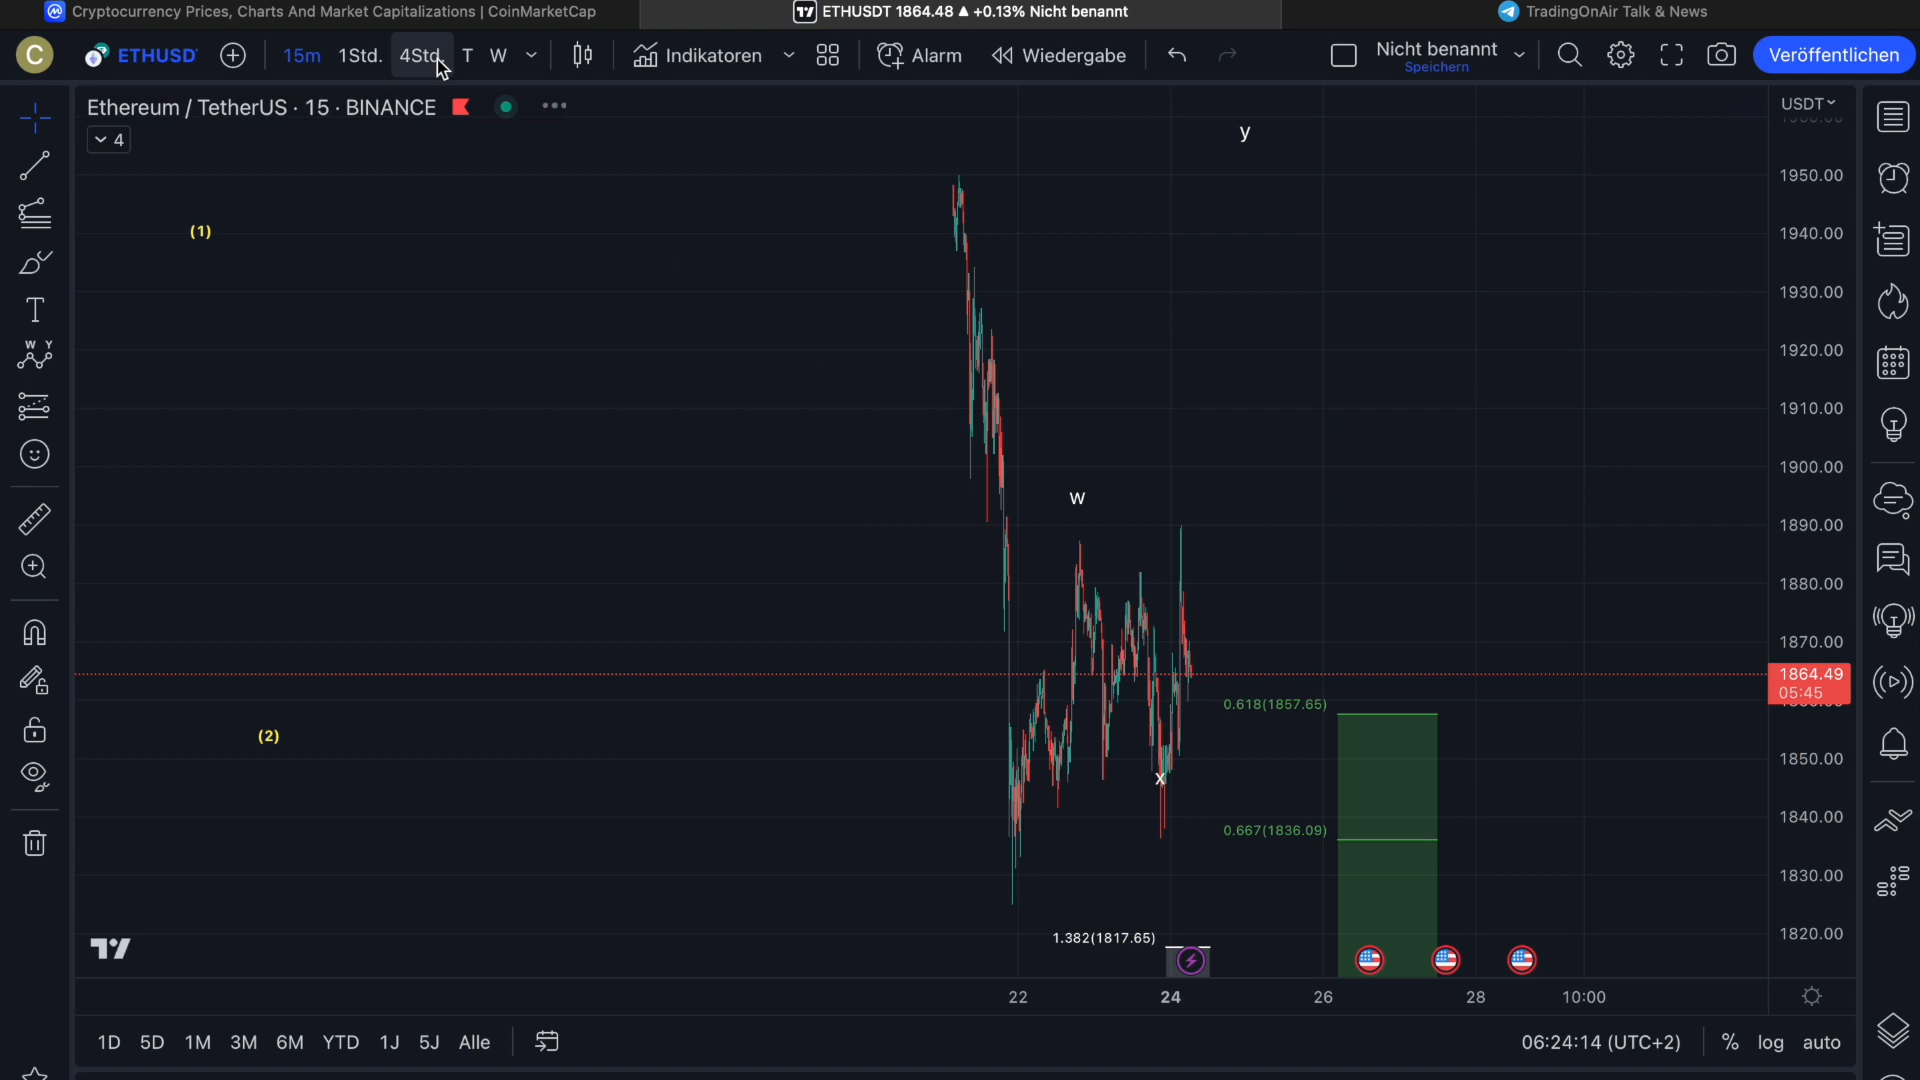 Cryptocurrency Prices, Charts And Market Capitalizations | CoinMarketCap
ETHUSDT 1864.48 ▲ +0.13% Nicht benannt
TradingOnAir Talk & News
C
ETHUSD
15m
1Std.
4Std.
T
W
Indikatoren
Alarm
Wiedergabe
Nicht benannt
Speichern
Veröffentlichen
Ethereum / TetherUS · 15 · BINANCE
4
USDT
y
1950.00
(1)
1940.00
1930.00
1920.00
1910.00
1900.00
w
1890.00
1880.00
1870.00
1864.49
05:45
0.618(1857.65)
(2)
1850.00
x
1840.00
0.667(1836.09)
1830.00
1.382(1817.65)
1820.00
22
24
26
28
10:00
1D
5D
1M
3M
6M
YTD
1J
5J
Alle
06:24:14 (UTC+2)
%
log
auto